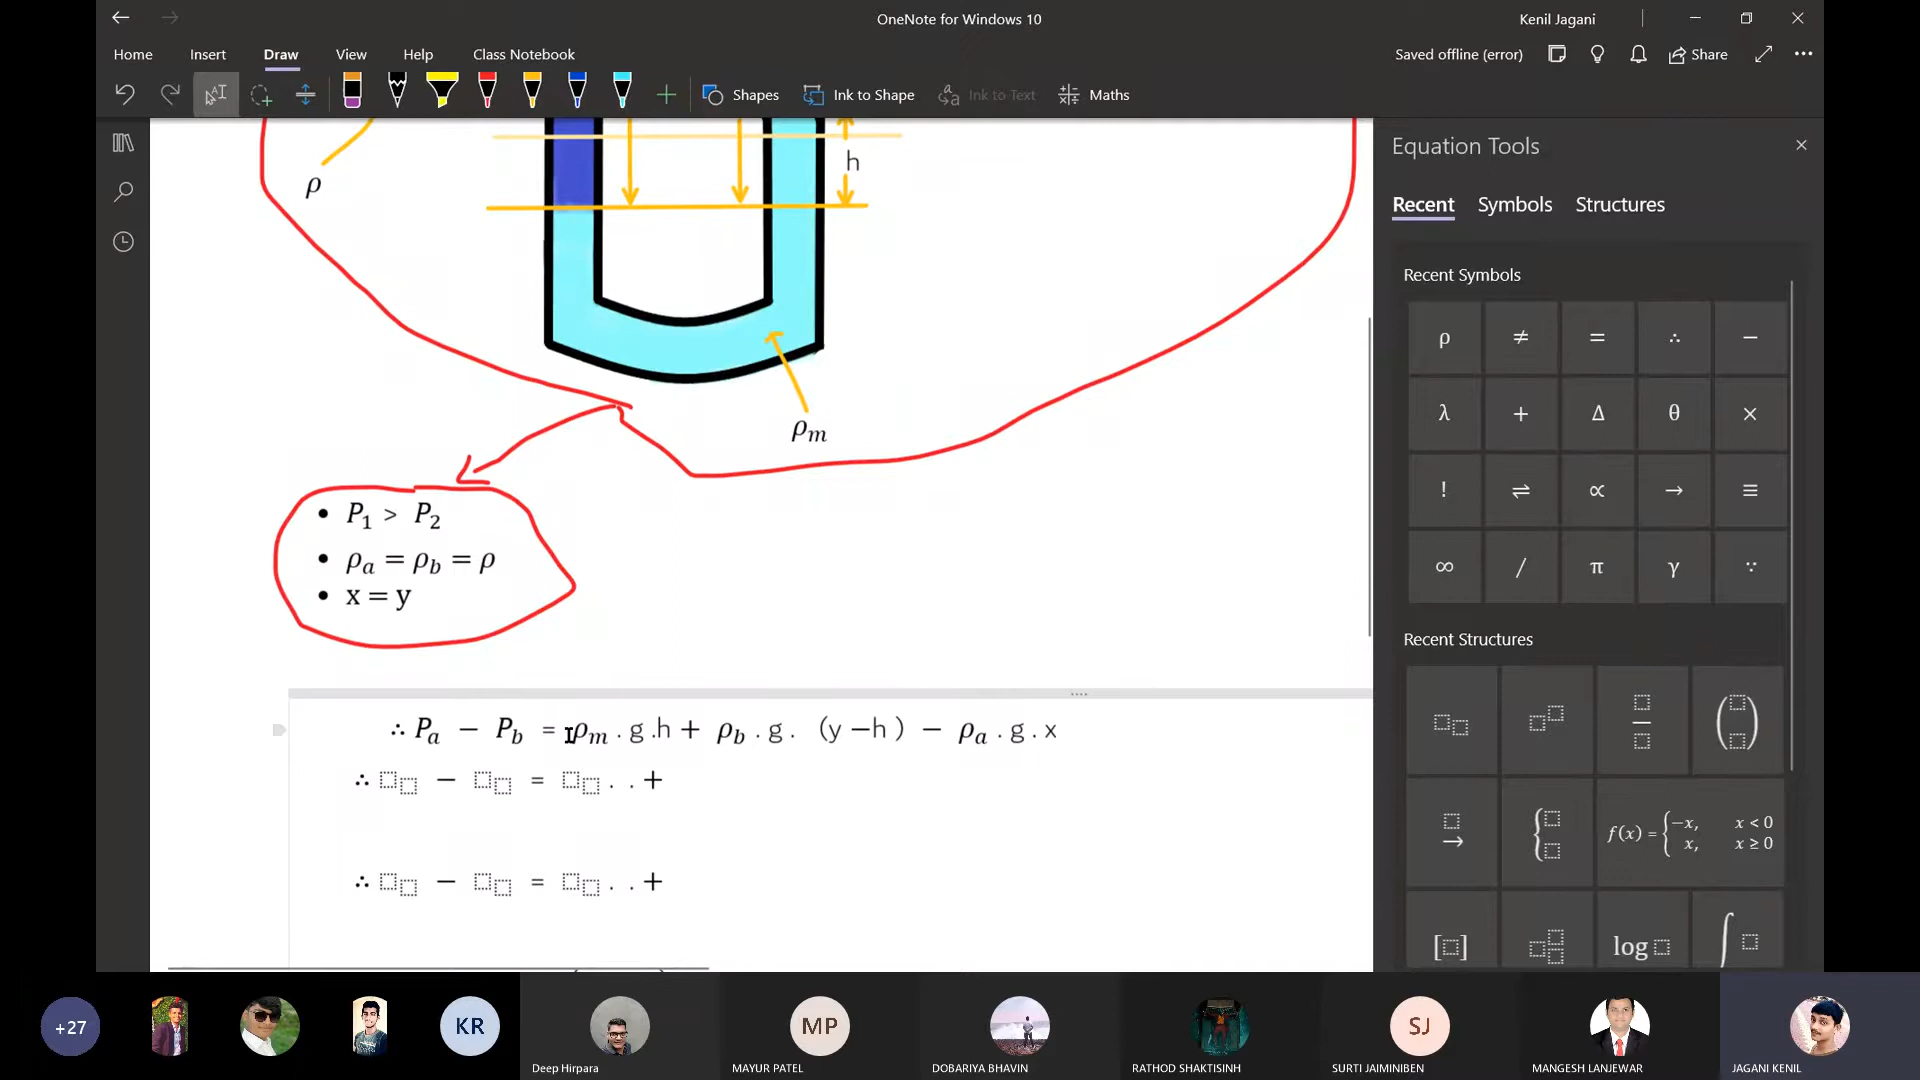 OneNote for Windows 10
Kenil Jagani
Home Insert Draw View Help Class Notebook
Saved offline (error)
Share
Shapes
Ink to Shape
Ink to Text
Maths
Equation Tools
Recent Symbols Structures
Recent Symbols
ρ ≠ = ∴ −
λ + Δ θ ×
! ⇌ ∝ → ≡
∞ / π γ ∵
Recent Structures
f(x) = { −x, x < 0
x, x ≥ 0
[□] log □ ∫□
h
ρ
ρm
• P1 > P2
• ρa = ρb = ρ
• x = y
∴ Pa − Pb = ρm . g .h + ρb . g . (y −h ) − ρa . g . x
∴ □□ − □□ = □□ . . +
∴ □□ − □□ = □□ . . +
+27
KR
Deep Hirpara
MP
MAYUR PATEL
DOBARIYA BHAVIN
RATHOD SHAKTISINH
SJ
SURTI JAIMINIBEN
MANGESH LANJEWAR
JAGANI KENIL